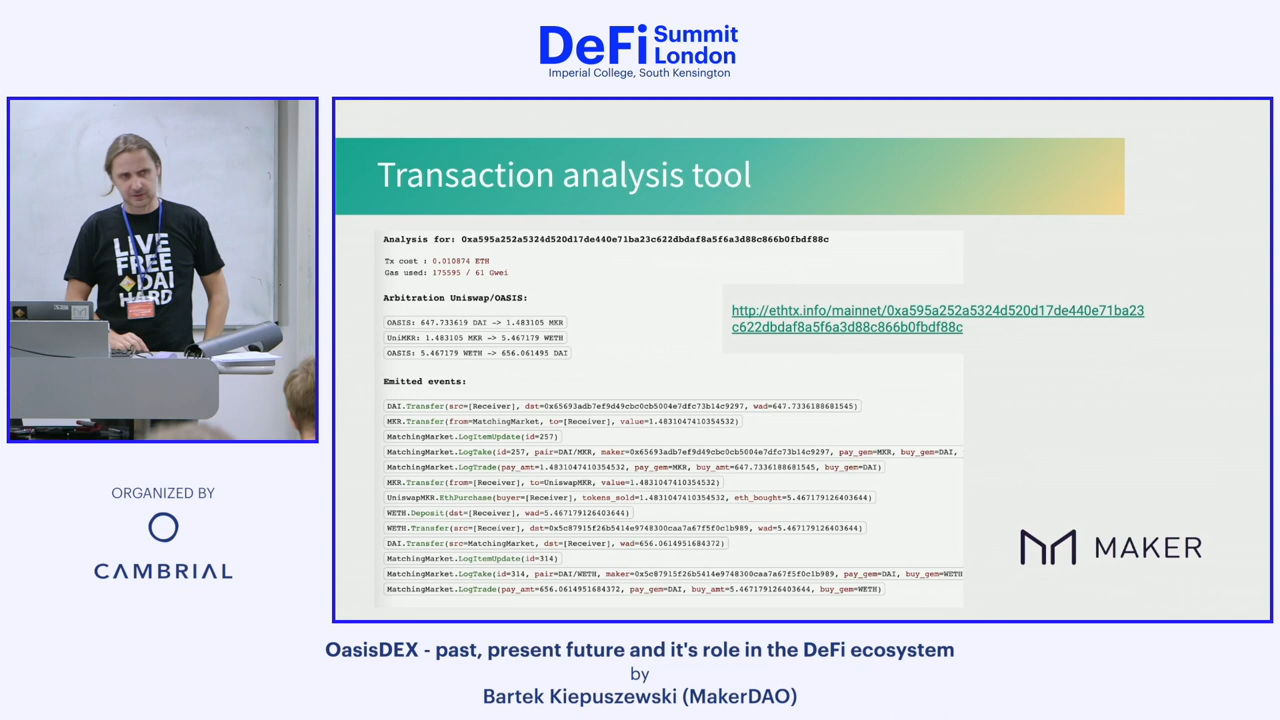 DeFi Summit London
Imperial College, South Kensington
LIVE
FREE
DAI
HARD
Transaction analysis tool
Analysis for: 0xa595a252a5324d520d17de440e71ba23c622dbdaf8a5f6a3d88c866b0fbdf88c
Tx cost : 0.010874 ETH
Gas used: 175595 / 61 Gwei
Arbitration Uniswap/OASIS:
OASIS: 647.733619 DAI -> 1.483105 MKR
UniMKR: 1.483105 MKR -> 5.467179 WETH
OASIS: 5.467179 WETH -> 656.061495 DAI
http://ethtx.info/mainnet/0xa595a252a5324d520d17de440e71ba23
c622dbdaf8a5f6a3d88c866b0fbdf88c
Emitted events:
DAI.Transfer(src=[Receiver], dst=0x65693adb7ef9d49cbc0cb5004e7dfc73b14c9297, wad=647.7336188681545)
MKR.Transfer(from=MatchingMarket, to=[Receiver], value=1.4831047410354532)
MatchingMarket.LogItemUpdate(id=257)
MatchingMarket.LogTake(id=257, pair=DAI/MKR, maker=0x65693adb7ef9d49cbc0cb5004e7dfc73b14c9297, pay_gem=MKR, buy_gem=DAI,
MatchingMarket.LogTrade(pay_amt=1.4831047410354532, pay_gem=MKR, buy_amt=647.7336188681545, buy_gem=DAI)
MKR.Transfer(from=[Receiver], to=UniswapMKR, value=1.4831047410354532)
UniswapMKR.EthPurchase(buyer=[Receiver], tokens_sold=1.4831047410354532, eth_bought=5.467179126403644)
WETH.Deposit(dst=[Receiver], wad=5.467179126403644)
WETH.Transfer(src=[Receiver], dst=0x5c87915f26b5414e9748300caa7a67f5f0c1b989, wad=5.467179126403644)
DAI.Transfer(src=MatchingMarket, dst=[Receiver], wad=656.0614951684372)
MatchingMarket.LogItemUpdate(id=314)
MatchingMarket.LogTake(id=314, pair=DAI/WETH, maker=0x5c87915f26b5414e9748300caa7a67f5f0c1b989, pay_gem=DAI, buy_gem=WETH
MatchingMarket.LogTrade(pay_amt=656.0614951684372, pay_gem=DAI, buy_amt=5.467179126403644, buy_gem=WETH)
MAKER
ORGANIZED BY
CAMBRIAL
OasisDEX - past, present future and it's role in the DeFi ecosystem
by
Bartek Kiepuszewski (MakerDAO)